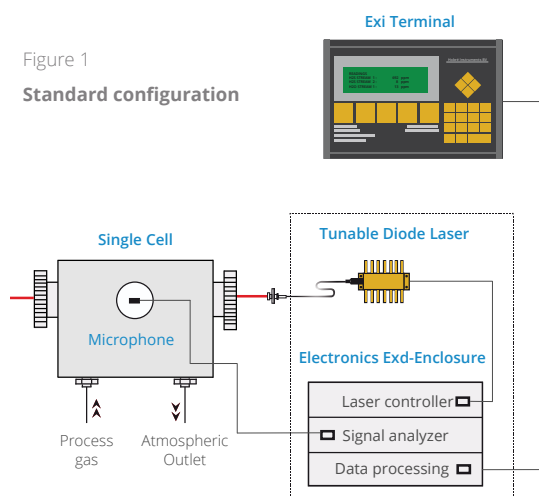 Exi Terminal
Figure 1
Standard configuration
Single Cell
Tunable Diode Laser
Microphone
Electronics Exd-Enclosure
Laser controller
Signal analyzer
Data processing
Process
gas
Atmospheric
Outlet